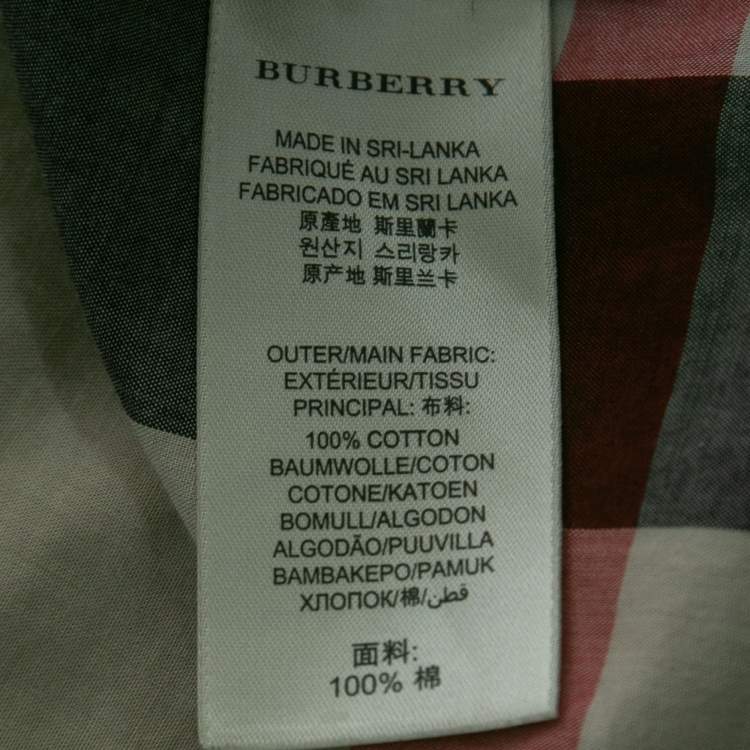 BURBERRY
MADE IN SRI-LANKA
FABRIQUÉ AU SRI LANKA
FABRICADO EM SRI LANKA
原產地 斯里蘭卡
원산지 스리랑카
原产地 斯里兰卡
OUTER/MAIN FABRIC:
EXTÉRIEUR/TISSU
PRINCIPAL: 布料:
100% COTTON
BAUMWOLLE/COTON
COTONE/KATOEN
BOMULL/ALGODON
ALGODÃO/PUUVILLA
BAMBAKEPO/PAMUK
ХЛОПОК/棉/قطن
面料:
100% 棉